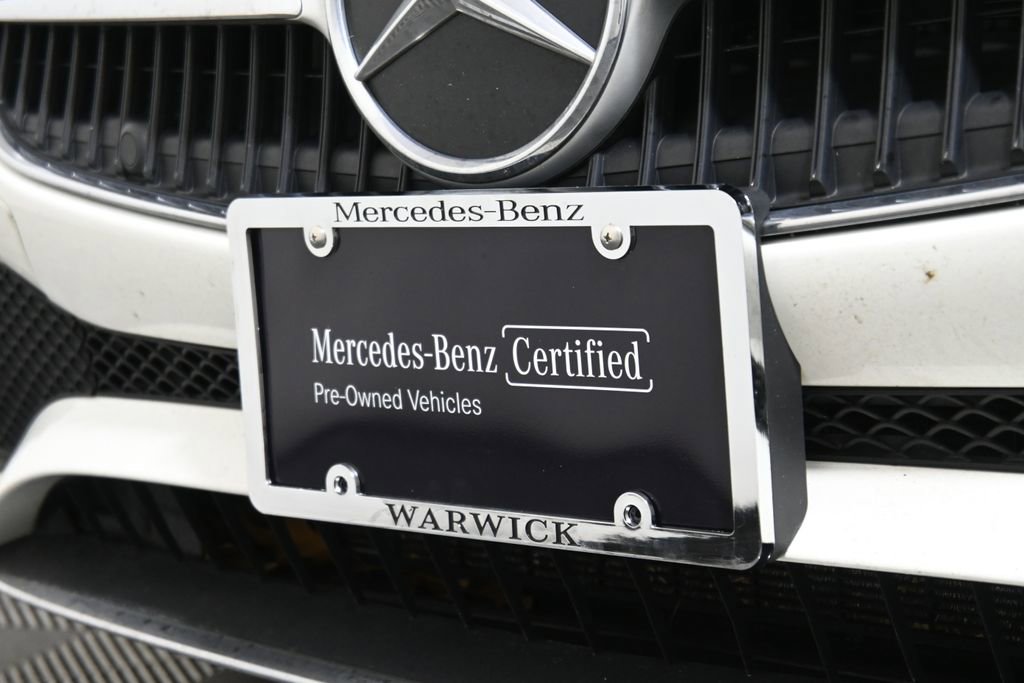 Mercedes-Benz
Mercedes-Benz Certified
Pre-Owned Vehicles
WARWICK